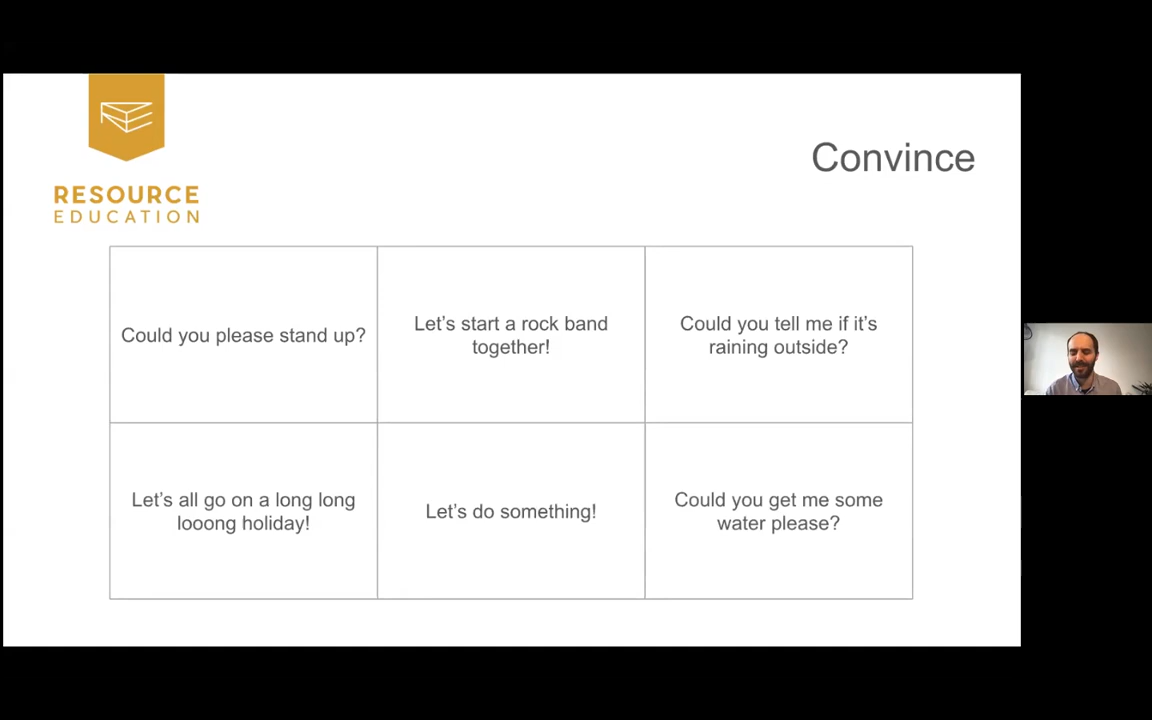 RESOURCE
EDUCATION
Convince
Could you please stand up?
Let’s start a rock band
together!
Could you tell me if it’s
raining outside?
Let’s all go on a long long
looong holiday!
Let’s do something!
Could you get me some
water please?